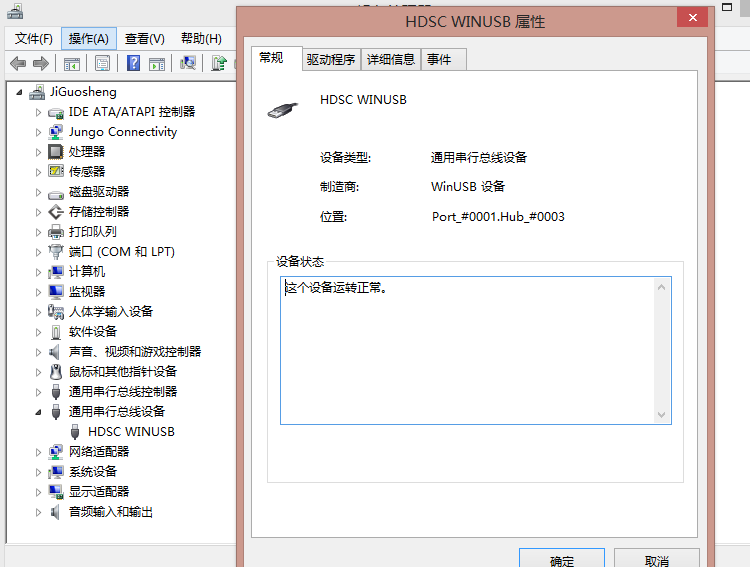 HDSC WINUSB 属性
文件(F) 操作(A) 查看(V) 帮助(H)
JiGuosheng
IDE ATA/ATAPI 控制器
Jungo Connectivity
处理器
传感器
磁盘驱动器
存储控制器
打印队列
端口 (COM 和 LPT)
计算机
监视器
人体学输入设备
软件设备
声音、视频和游戏控制器
鼠标和其他指针设备
通用串行总线控制器
通用串行总线设备
HDSC WINUSB
网络适配器
系统设备
显示适配器
音频输入和输出
常规 驱动程序 详细信息 事件
HDSC WINUSB
设备类型: 通用串行总线设备
制造商: WinUSB 设备
位置: Port_#0001.Hub_#0003
设备状态
这个设备运转正常。
确定 取消